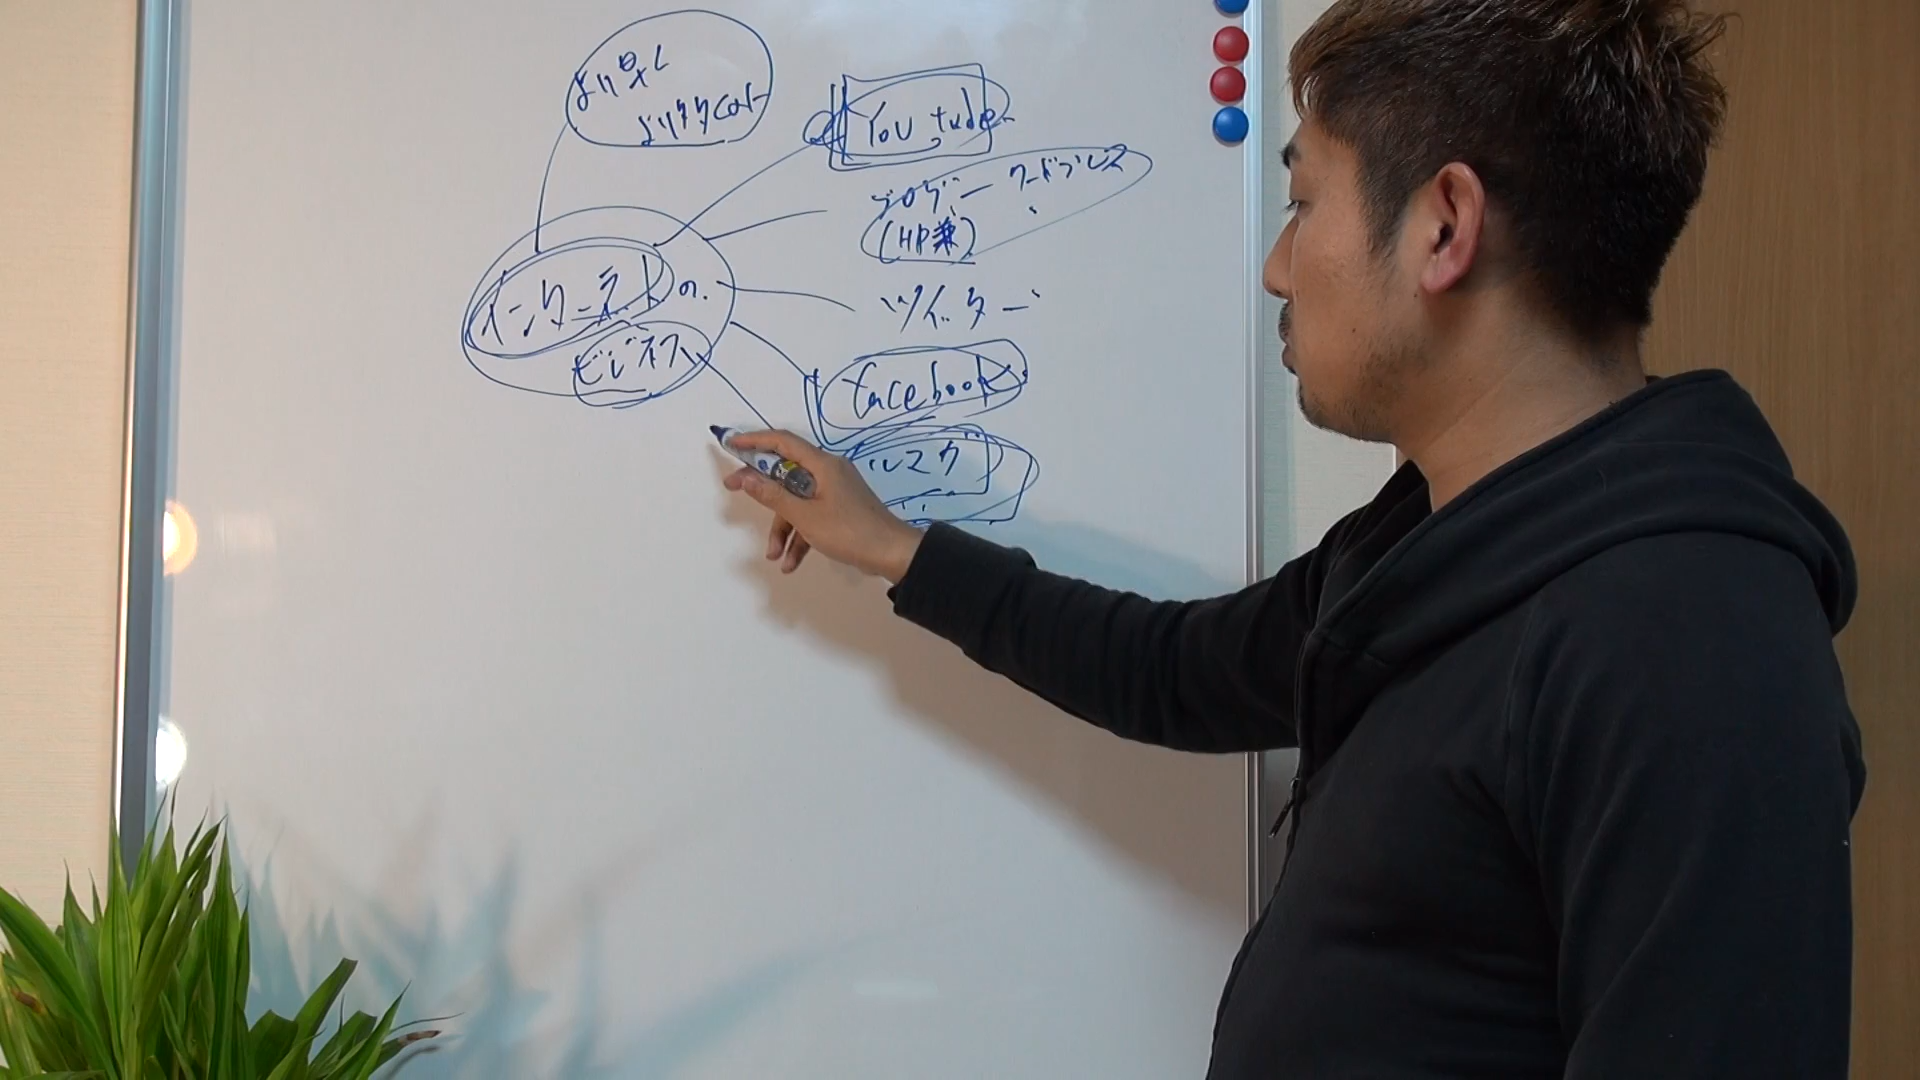 より早く
より多くの人へ
You tube
ブログー ワードプレス
(HP兼)
インターネットの
ビジネス
ツイッター
facebook
ルマガ